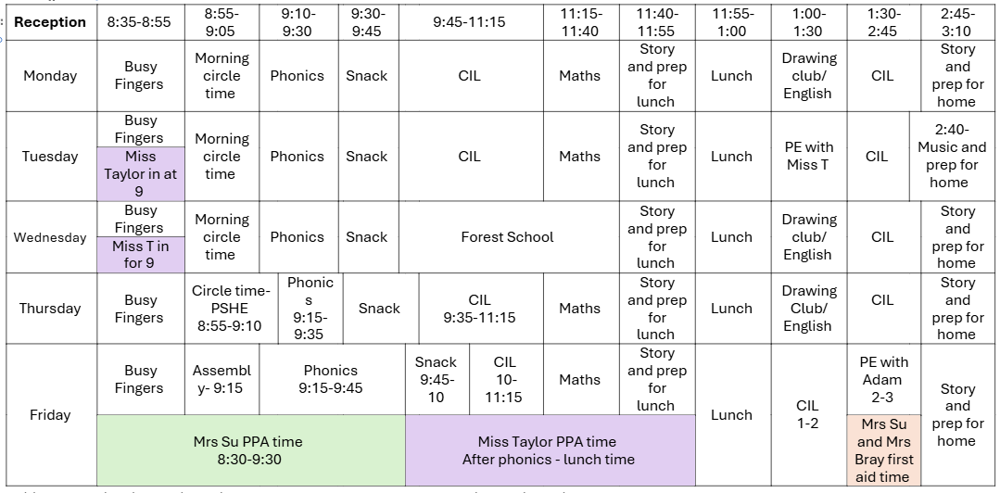 Reception
8:35-8:55
8:55-
9:05
9:10-
9:30
9:30-
9:45
9:45-11:15
11:15-
11:40
11:40-
11:55
11:55-
1:00
1:00-
1:30
1:30-
2:45
2:45-
3:10
Monday
Busy
Fingers
Morning
circle
time
Phonics
Snack
CIL
Maths
Story
and prep
for
lunch
Lunch
Drawing
club/
English
CIL
Story
and
prep for
home
Tuesday
Busy
Fingers
Miss
Taylor in at
9
Morning
circle
time
Phonics
Snack
CIL
Maths
Story
and prep
for
lunch
Lunch
PE with
Miss T
CIL
2:40-
Music and
prep for
home
Wednesday
Busy
Fingers
Miss T in
for 9
Morning
circle
time
Phonics
Snack
Forest School
Story
and prep
for
lunch
Lunch
Drawing
club/
English
CIL
Story
and
prep for
home
Thursday
Busy
Fingers
Circle time-
PSHE
8:55-9:10
Phonic
s
9:15-
9:35
Snack
CIL
9:35-11:15
Maths
Story
and prep
for
lunch
Lunch
Drawing
Club/
English
CIL
Story
and
prep for
home
Friday
Busy
Fingers
Assembl
y- 9:15
Phonics
9:15-9:45
Snack
9:45-
10
CIL
10-
11:15
Maths
Story
and prep
for
lunch
Lunch
CIL
1-2
PE with
Adam
2-3
Story
and
prep for
home
Mrs Su PPA time
8:30-9:30
Miss Taylor PPA time
After phonics - lunch time
Mrs Su
and Mrs
Bray first
aid time